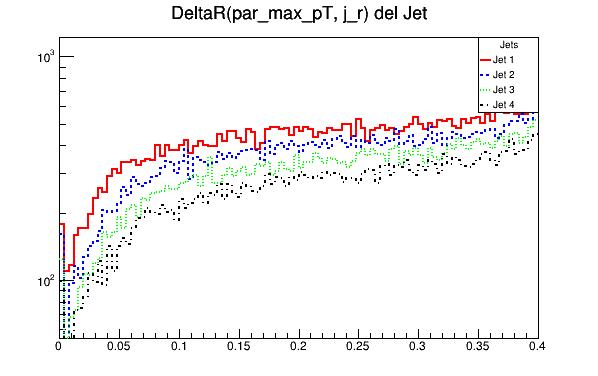 DeltaR(par_max_pT, j_r) del Jet
Jets
Jet 1
Jet 2
Jet 3
Jet 4
10³
10²
0 0.05 0.1 0.15 0.2 0.25 0.3 0.35 0.4